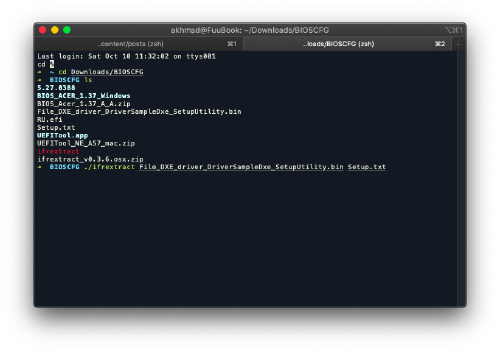 akhmad@FuuBook: ~/Downloads/BIOSCFG
⌥⌘1
..content/posts (zsh) ⌘1 ..loads/BIOSCFG (zsh) ⌘2 +
Last login: Sat Oct 10 11:32:02 on ttys001
cd %
➜ ~ cd Downloads/BIOSCFG
➜ BIOSCFG ls
5.27.0388
BIOS_ACER_1.37_Windows
BIOS_Acer_1.37_A_A.zip
File_DXE_driver_DriverSampleDxe_SetupUtility.bin
RU.efi
Setup.txt
UEFITool.app
UEFITool_NE_A57_mac.zip
ifrextract
ifrextract_v0.3.6.osx.zip
➜ BIOSCFG ./ifrextract File_DXE_driver_DriverSampleDxe_SetupUtility.bin Setup.txt